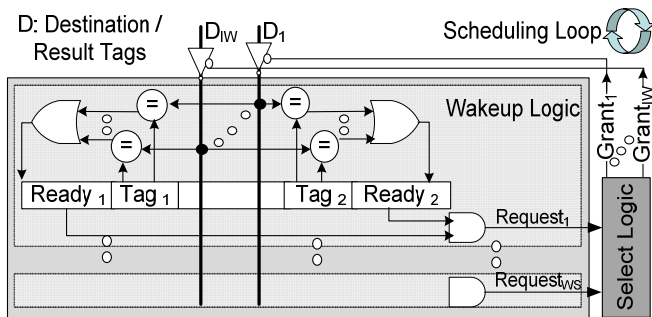 D: Destination /
Result Tags
D_IW D_1
Scheduling Loop
Wakeup Logic
= =
= =
Grant_1
Grant_IW
Ready_1 Tag_1 Tag_2 Ready_2
Request_1
Select Logic
Request_WS